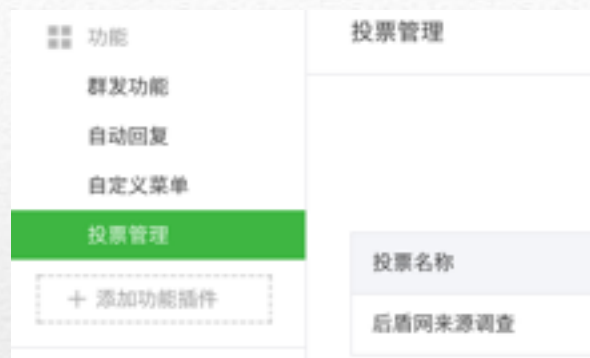 功能
群发功能
自动回复
自定义菜单
投票管理
+ 添加功能插件
投票管理
投票名称
后盾网来源调查